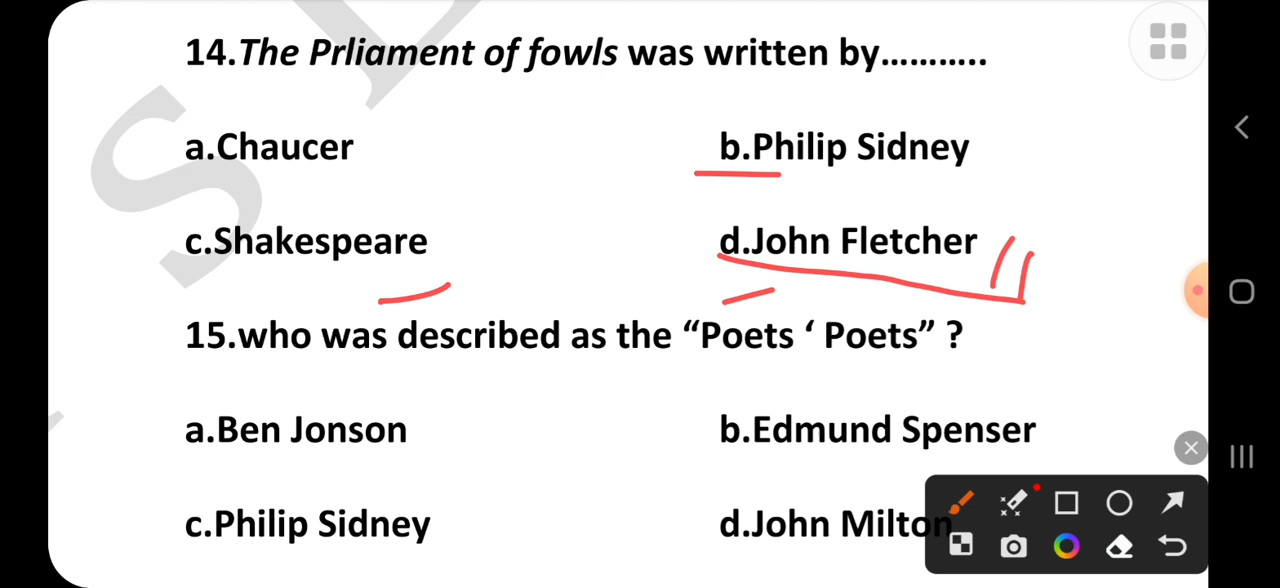 14.The Prliament of fowls was written by...........
a.Chaucer b.Philip Sidney
c.Shakespeare d.John Fletcher
15.who was described as the “Poets ‘ Poets” ?
a.Ben Jonson b.Edmund Spenser
c.Philip Sidney d.John Milton